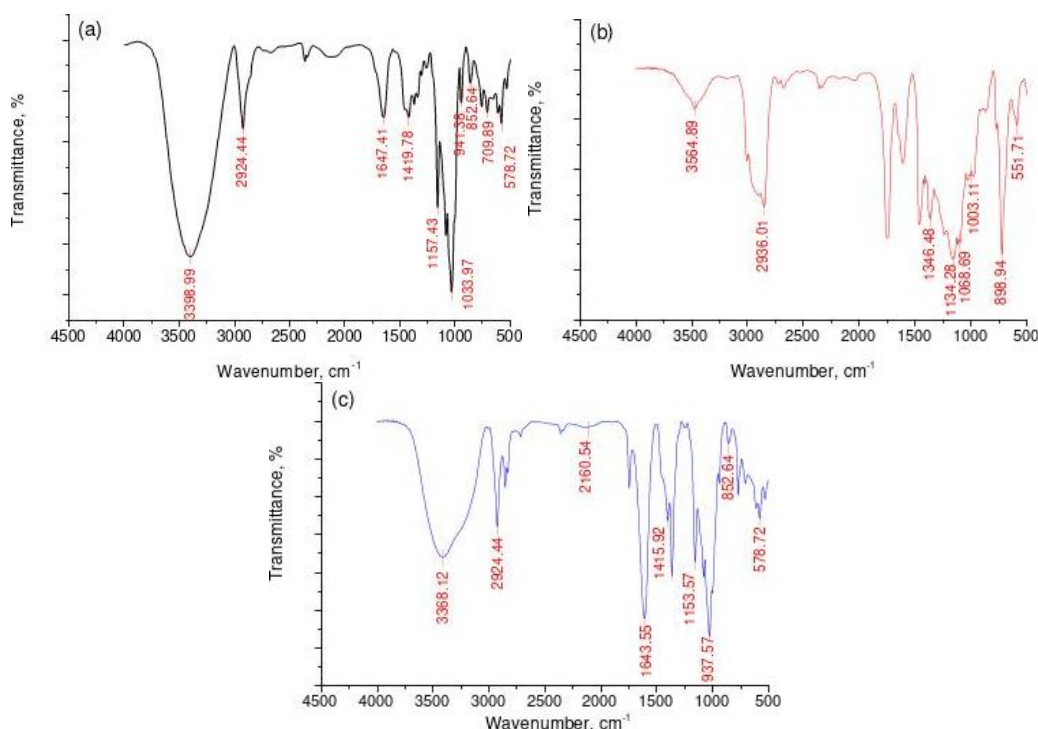 (a)
Transmittance, %
3398.99
2924.44
1647.41
1419.78
1157.43
1033.97
941.38
852.64
709.89
578.72
4500 4000 3500 3000 2500 2000 1500 1000 500
Wavenumber, cm-1
(b)
Transmittance, %
3564.89
2936.01
1346.48
1134.28
1068.69
1003.11
898.94
551.71
4500 4000 3500 3000 2500 2000 1500 1000 500
Wavenumber, cm-1
(c)
Transmittance, %
3368.12
2924.44
2160.54
1643.55
1415.92
1153.57
937.57
852.64
578.72
4500 4000 3500 3000 2500 2000 1500 1000 500
Wavenumber, cm-1